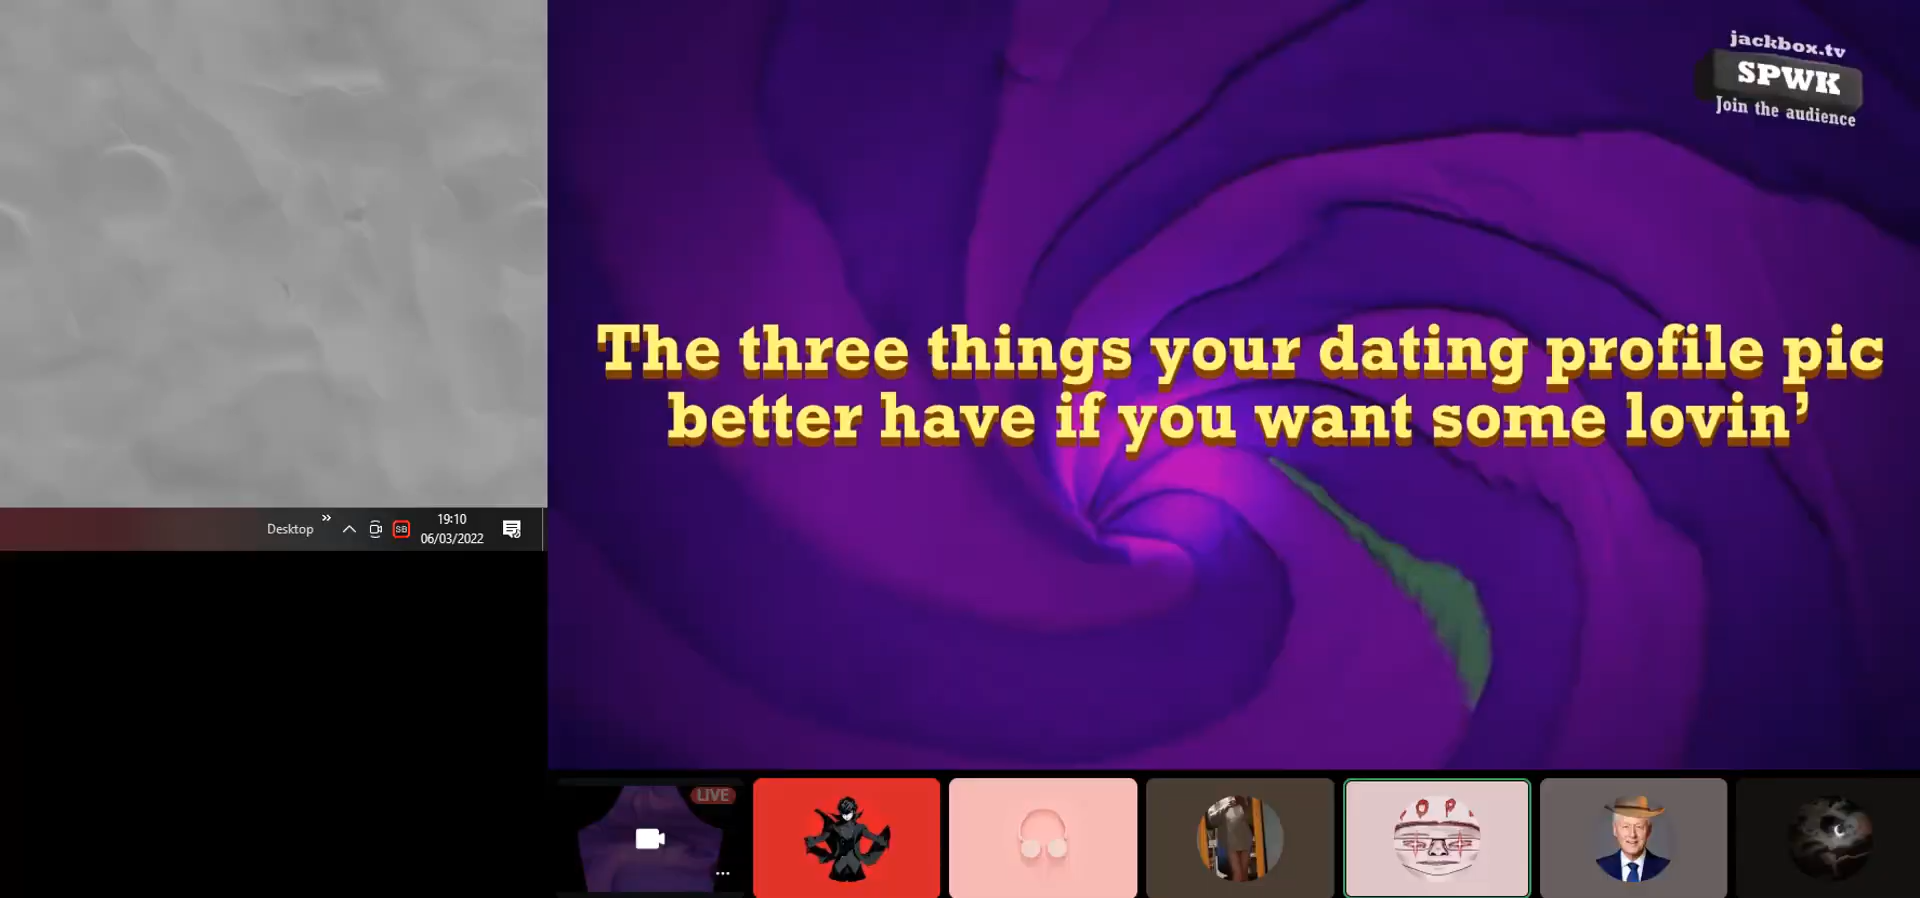 jackbox.tv
SPWK
Join the audience
The three things your dating profile pic
better have if you want some lovin’
Desktop
»
SB
19:10
06/03/2022
LIVE
...
O P